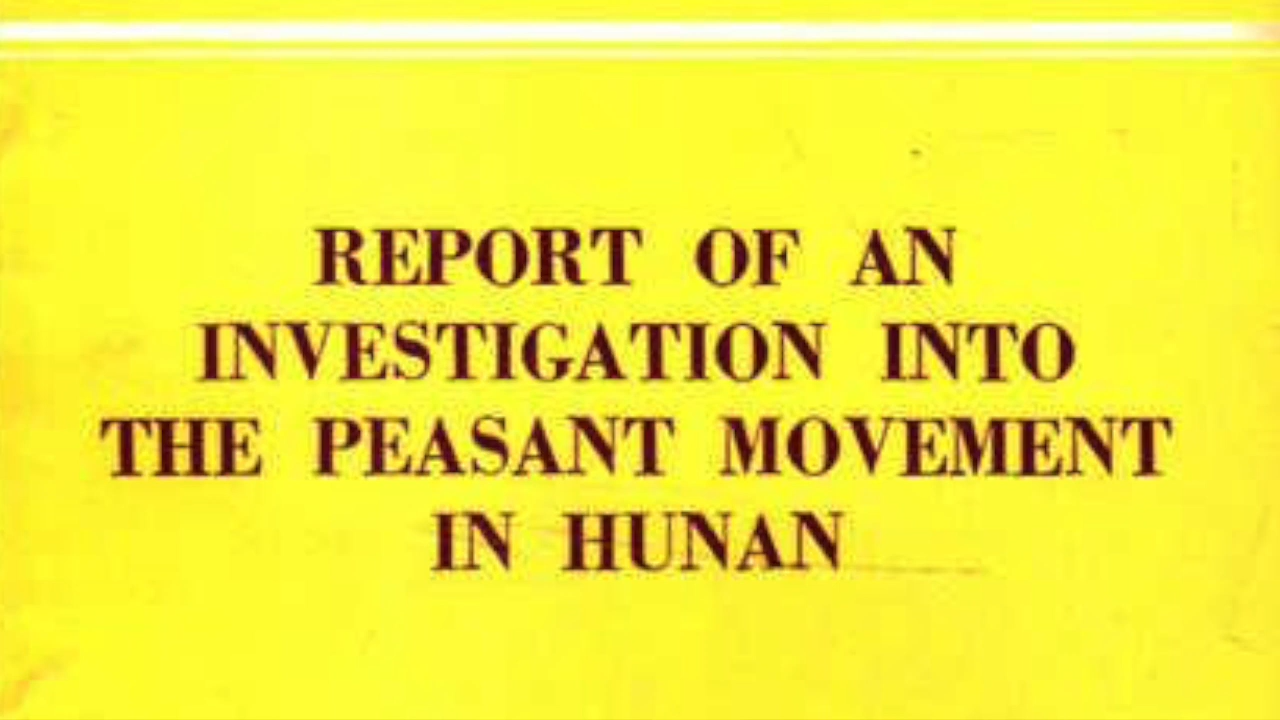 REPORT OF AN
INVESTIGATION INTO
THE PEASANT MOVEMENT
IN HUNAN